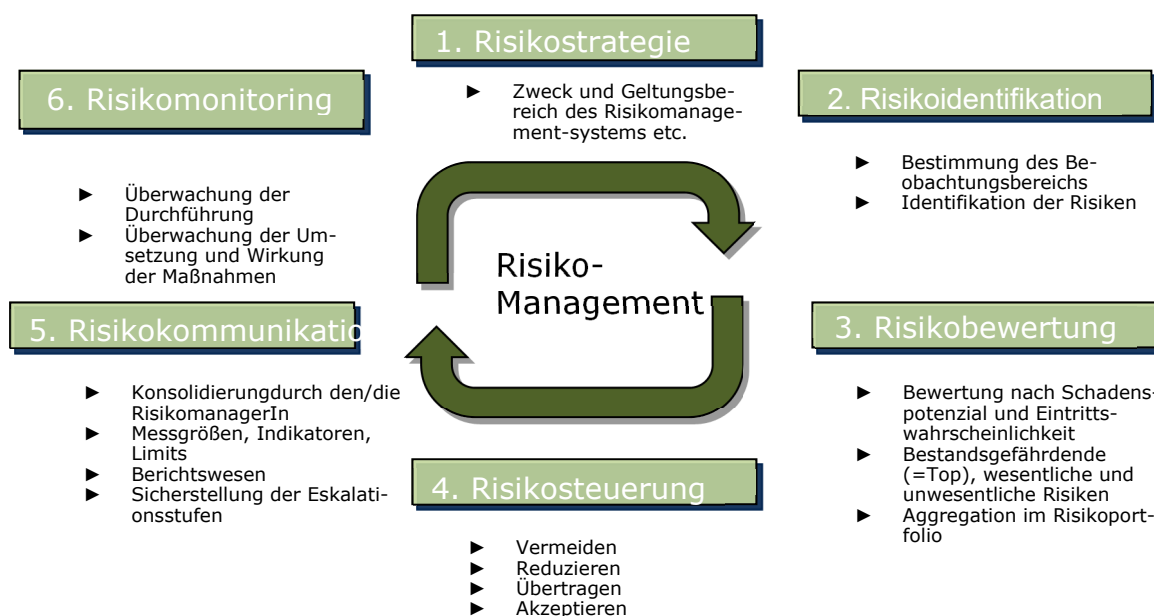 1. Risikostrategie
► Zweck und Geltungsbe-
reich des Risikomanage-
ment-systems etc.
2. Risikoidentifikation
► Bestimmung des Be-
obachtungsbereichs
► Identifikation der Risiken
3. Risikobewertung
► Bewertung nach Schadens-
potenzial und Eintritts-
wahrscheinlichkeit
► Bestandsgefährdende
(=Top), wesentliche und
unwesentliche Risiken
► Aggregation im Risikoport-
folio
4. Risikosteuerung
► Vermeiden
► Reduzieren
► Übertragen
► Akzeptieren
5. Risikokommunikatio
► Konsolidierungdurch den/die
RisikomanagerIn
► Messgrößen, Indikatoren,
Limits
► Berichtswesen
► Sicherstellung der Eskalati-
onsstufen
6. Risikomonitoring
► Überwachung der
Durchführung
► Überwachung der Um-
setzung und Wirkung
der Maßnahmen
Risiko-
Management